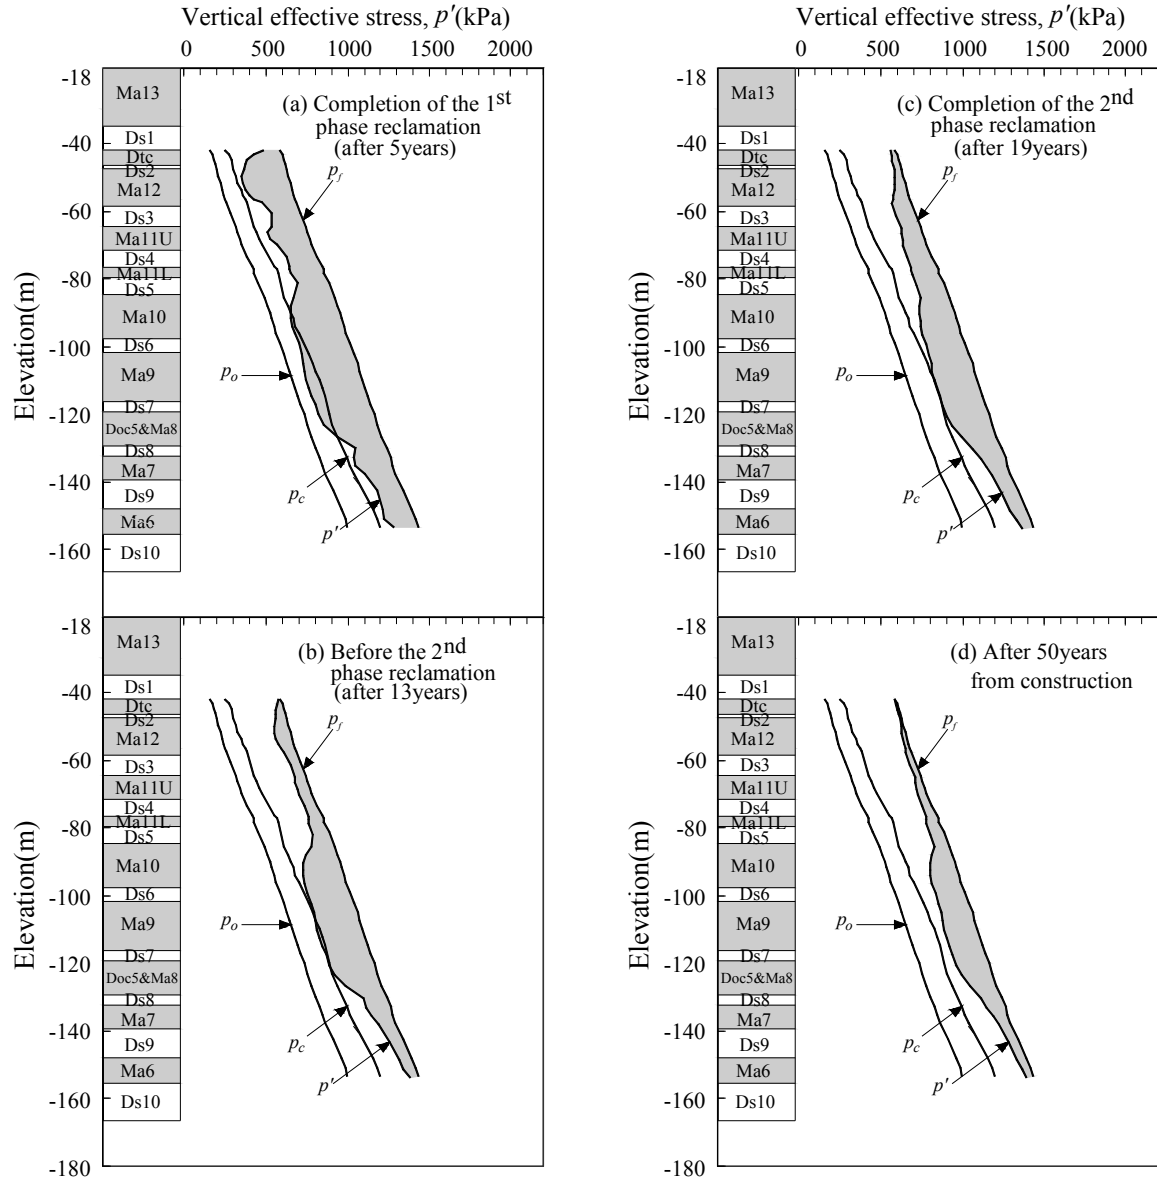 Vertical effective stress, p'(kPa)
0 500 1000 1500 2000
Elevation(m)
-18
-40
-60
-80
-100
-120
-140
-160
Ma13
Ds1
Dtc
Ds2
Ma12
Ds3
Ma11U
Ds4
Ma11L
Ds5
Ma10
Ds6
Ma9
Ds7
Doc5&Ma8
Ds8
Ma7
Ds9
Ma6
Ds10
(a) Completion of the 1st
phase reclamation
(after 5years)
pf
po
pc
p'
Vertical effective stress, p'(kPa)
0 500 1000 1500 2000
Elevation(m)
-18
-40
-60
-80
-100
-120
-140
-160
Ma13
Ds1
Dtc
Ds2
Ma12
Ds3
Ma11U
Ds4
Ma11L
Ds5
Ma10
Ds6
Ma9
Ds7
Doc5&Ma8
Ds8
Ma7
Ds9
Ma6
Ds10
(c) Completion of the 2nd
phase reclamation
(after 19years)
pf
po
pc
p'
Elevation(m)
-18
-40
-60
-80
-100
-120
-140
-160
-180
Ma13
Ds1
Dtc
Ds2
Ma12
Ds3
Ma11U
Ds4
Ma11L
Ds5
Ma10
Ds6
Ma9
Ds7
Doc5&Ma8
Ds8
Ma7
Ds9
Ma6
Ds10
(b) Before the 2nd
phase reclamation
(after 13years)
pf
po
pc
p'
Elevation(m)
-18
-40
-60
-80
-100
-120
-140
-160
-180
Ma13
Ds1
Dtc
Ds2
Ma12
Ds3
Ma11U
Ds4
Ma11L
Ds5
Ma10
Ds6
Ma9
Ds7
Doc5&Ma8
Ds8
Ma7
Ds9
Ma6
Ds10
(d) After 50years
from construction
pf
po
pc
p'